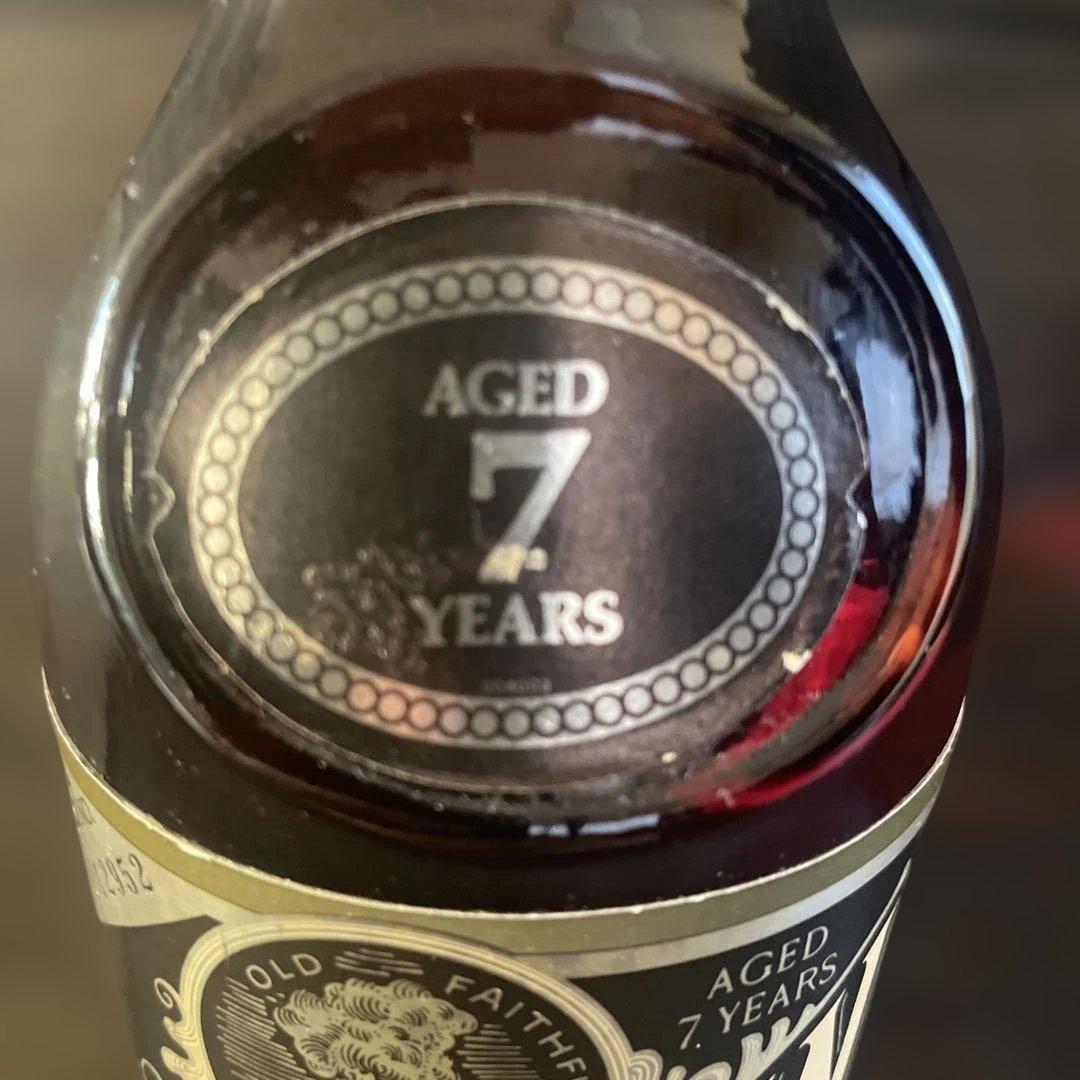 AGED
7
YEARS
12952
OLD FAITHF
AGED
7 YEARS